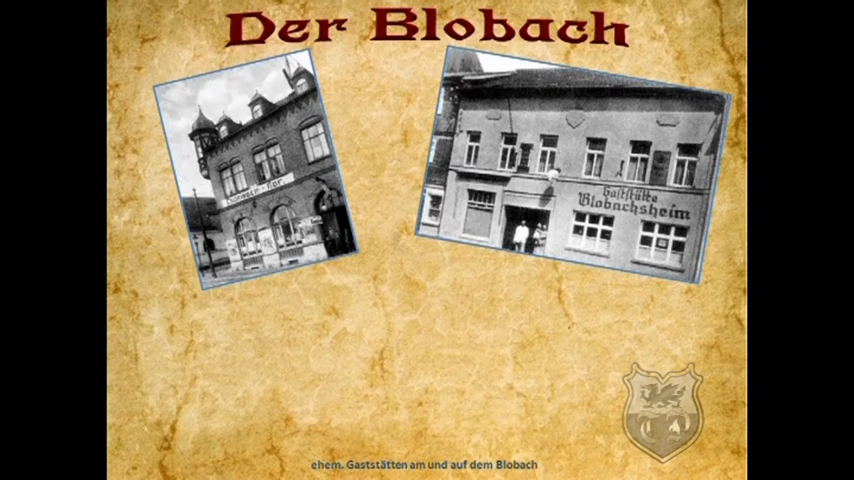 Der Blobach
Gaststätte
Blobachsheim
ehem. Gaststätten am und auf dem Blobach